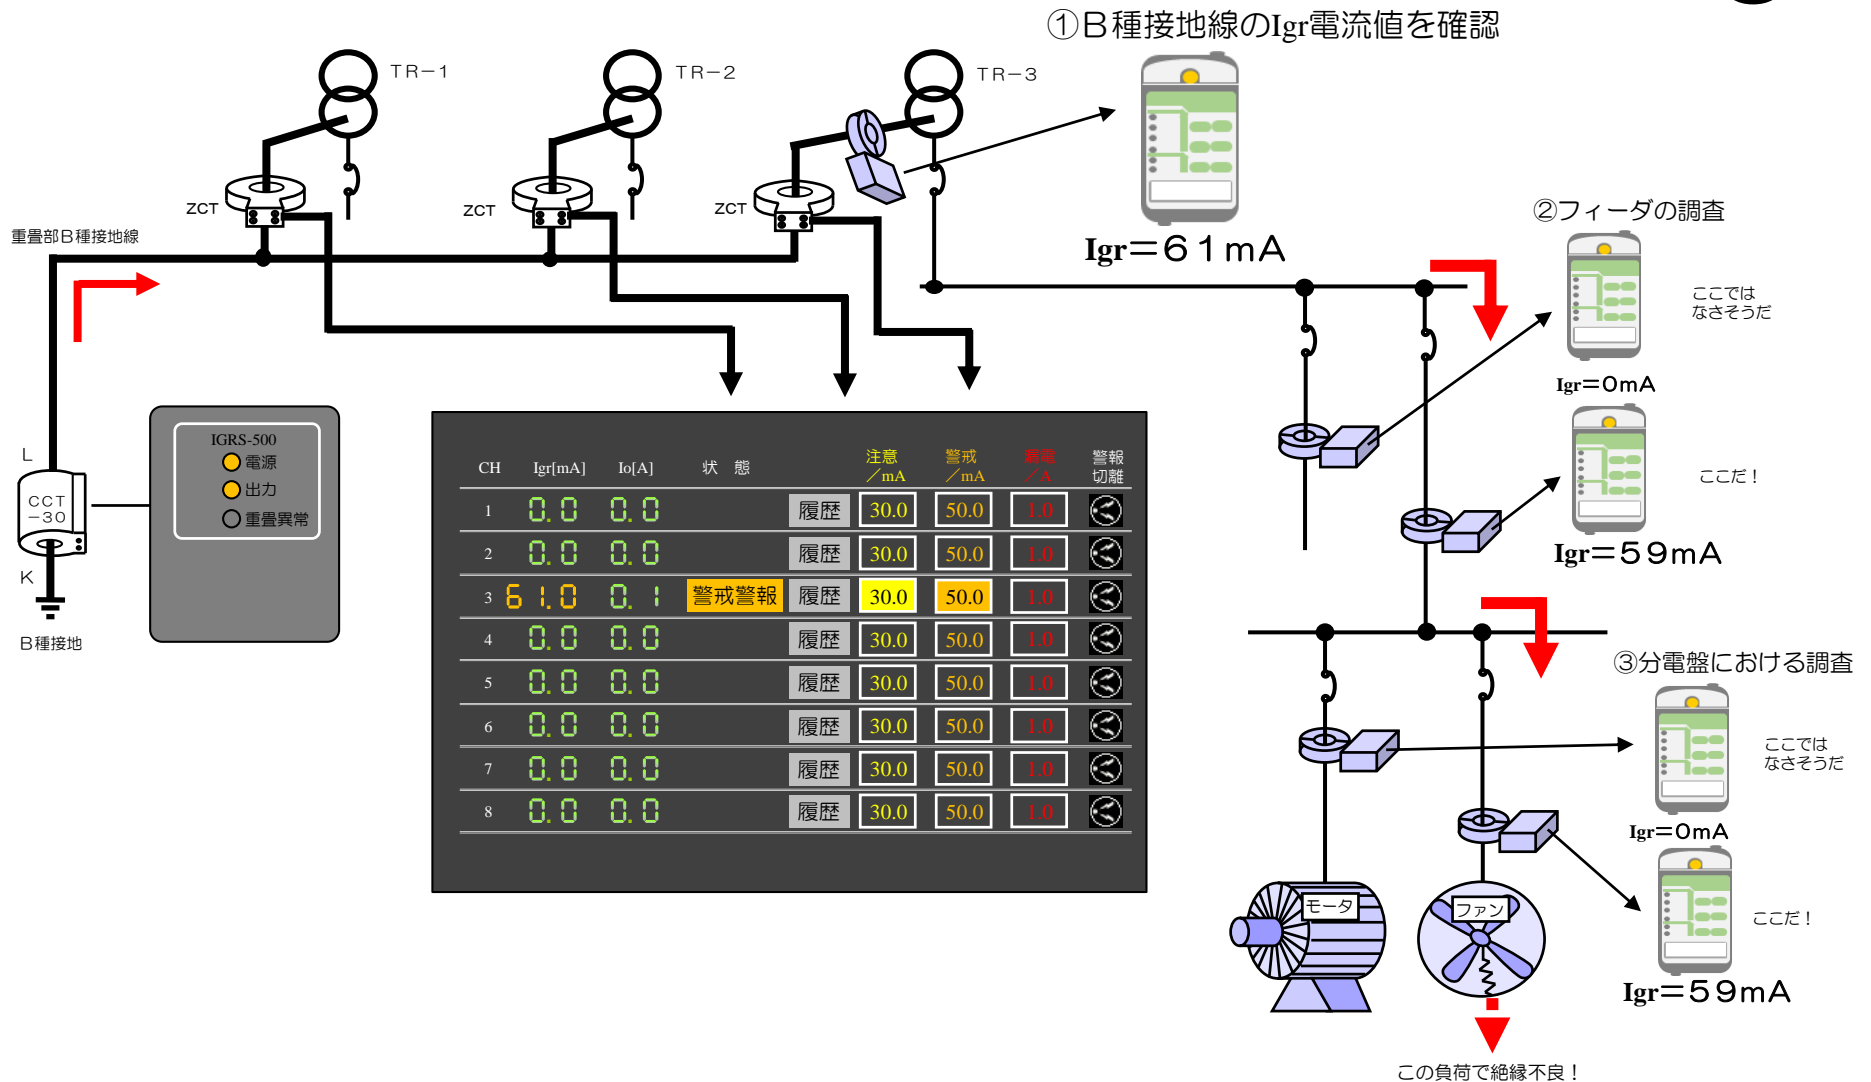 ①Ｂ種接地線のIgr電流値を確認
ＴＲ－１
ＴＲ－２
ＴＲ－３
ZCT
ZCT
ZCT
重畳部Ｂ種接地線
Igr＝６１mA
②フィーダの調査
ここでは
なさそうだ
Igr＝０mA
ここだ！
Igr＝５９mA
L
CCT
－30
K
Ｂ種接地
IGRS-500
電源
出力
重畳異常
CH Igr[mA] Io[A] 状　態 注意／mA 警戒／mA 漏電／A 警報切離
1 0.0 0.0 履歴 30.0 50.0 1.0
2 0.0 0.0 履歴 30.0 50.0 1.0
3 61.0 0.1 警戒警報 履歴 30.0 50.0 1.0
4 0.0 0.0 履歴 30.0 50.0 1.0
5 0.0 0.0 履歴 30.0 50.0 1.0
6 0.0 0.0 履歴 30.0 50.0 1.0
7 0.0 0.0 履歴 30.0 50.0 1.0
8 0.0 0.0 履歴 30.0 50.0 1.0
③分電盤における調査
ここでは
なさそうだ
Igr＝０mA
ここだ！
Igr＝５９mA
モータ
ファン
この負荷で絶縁不良！